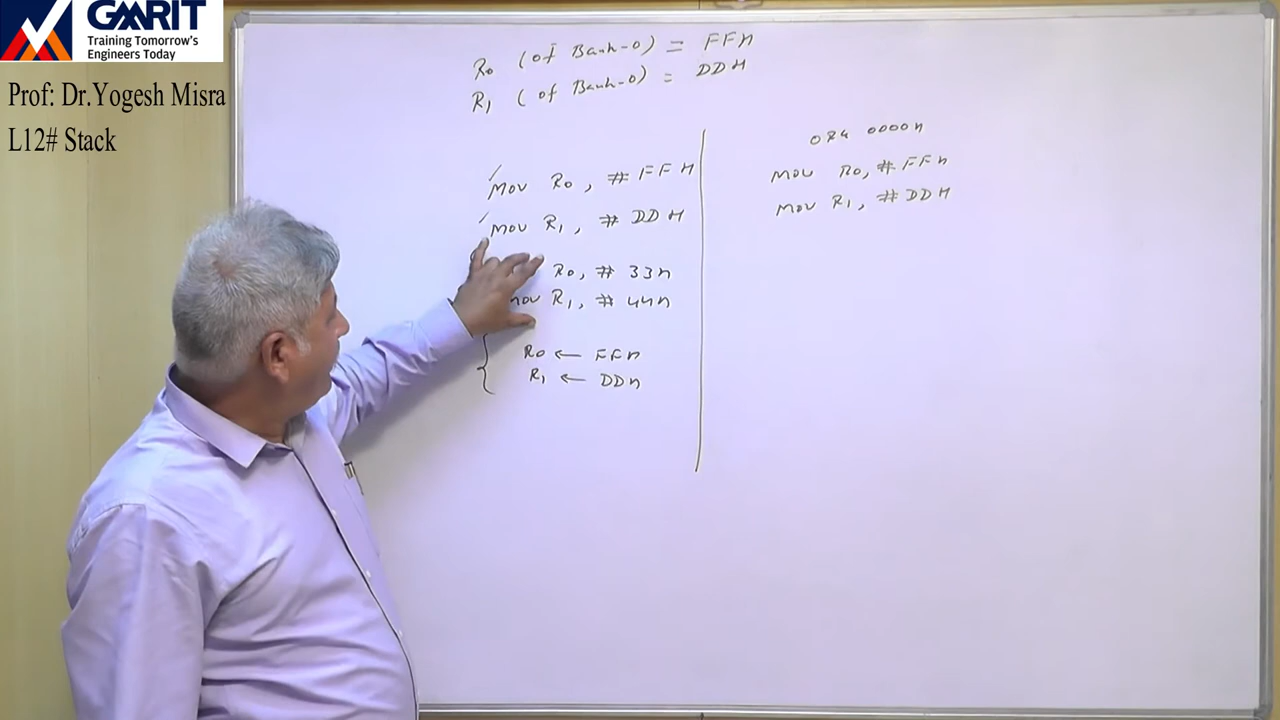 GMRIT
Training Tomorrow's
Engineers Today
Prof: Dr.Yogesh Misra
L12# Stack
R0 (of Bank-0) = FFH
R1 (of Bank-0) = DDH
MOV R0, # FFH
MOV R1, # DDH
R0, # 33H
MOV R1, # 44H
R0 ← FFH
R1 ← DDH
ORG 0000H
MOV R0, # FFH
MOV R1, # DDH